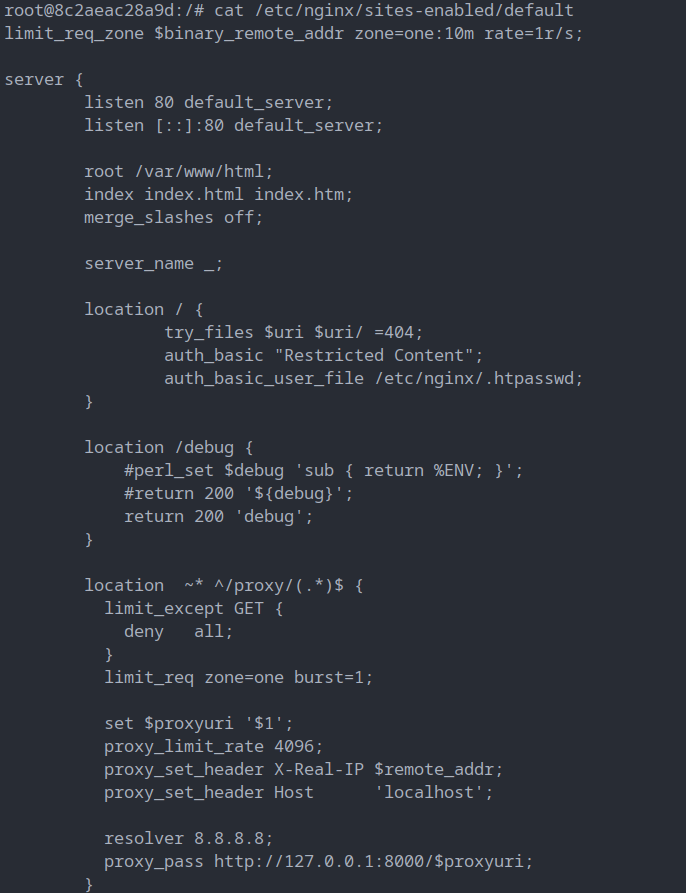 root@8c2aeac28a9d:/# cat /etc/nginx/sites-enabled/default
limit_req_zone $binary_remote_addr zone=one:10m rate=1r/s;

server {
        listen 80 default_server;
        listen [::]:80 default_server;

        root /var/www/html;
        index index.html index.htm;
        merge_slashes off;

        server_name _;

        location / {
                try_files $uri $uri/ =404;
                auth_basic "Restricted Content";
                auth_basic_user_file /etc/nginx/.htpasswd;
        }

        location /debug {
            #perl_set $debug 'sub { return %ENV; }';
            #return 200 '${debug}';
            return 200 'debug';
        }

        location  ~* ^/proxy/(.*)$ {
          limit_except GET {
            deny   all;
          }
          limit_req zone=one burst=1;

          set $proxyuri '$1';
          proxy_limit_rate 4096;
          proxy_set_header X-Real-IP $remote_addr;
          proxy_set_header Host      'localhost';

          resolver 8.8.8.8;
          proxy_pass http://127.0.0.1:8000/$proxyuri;
        }